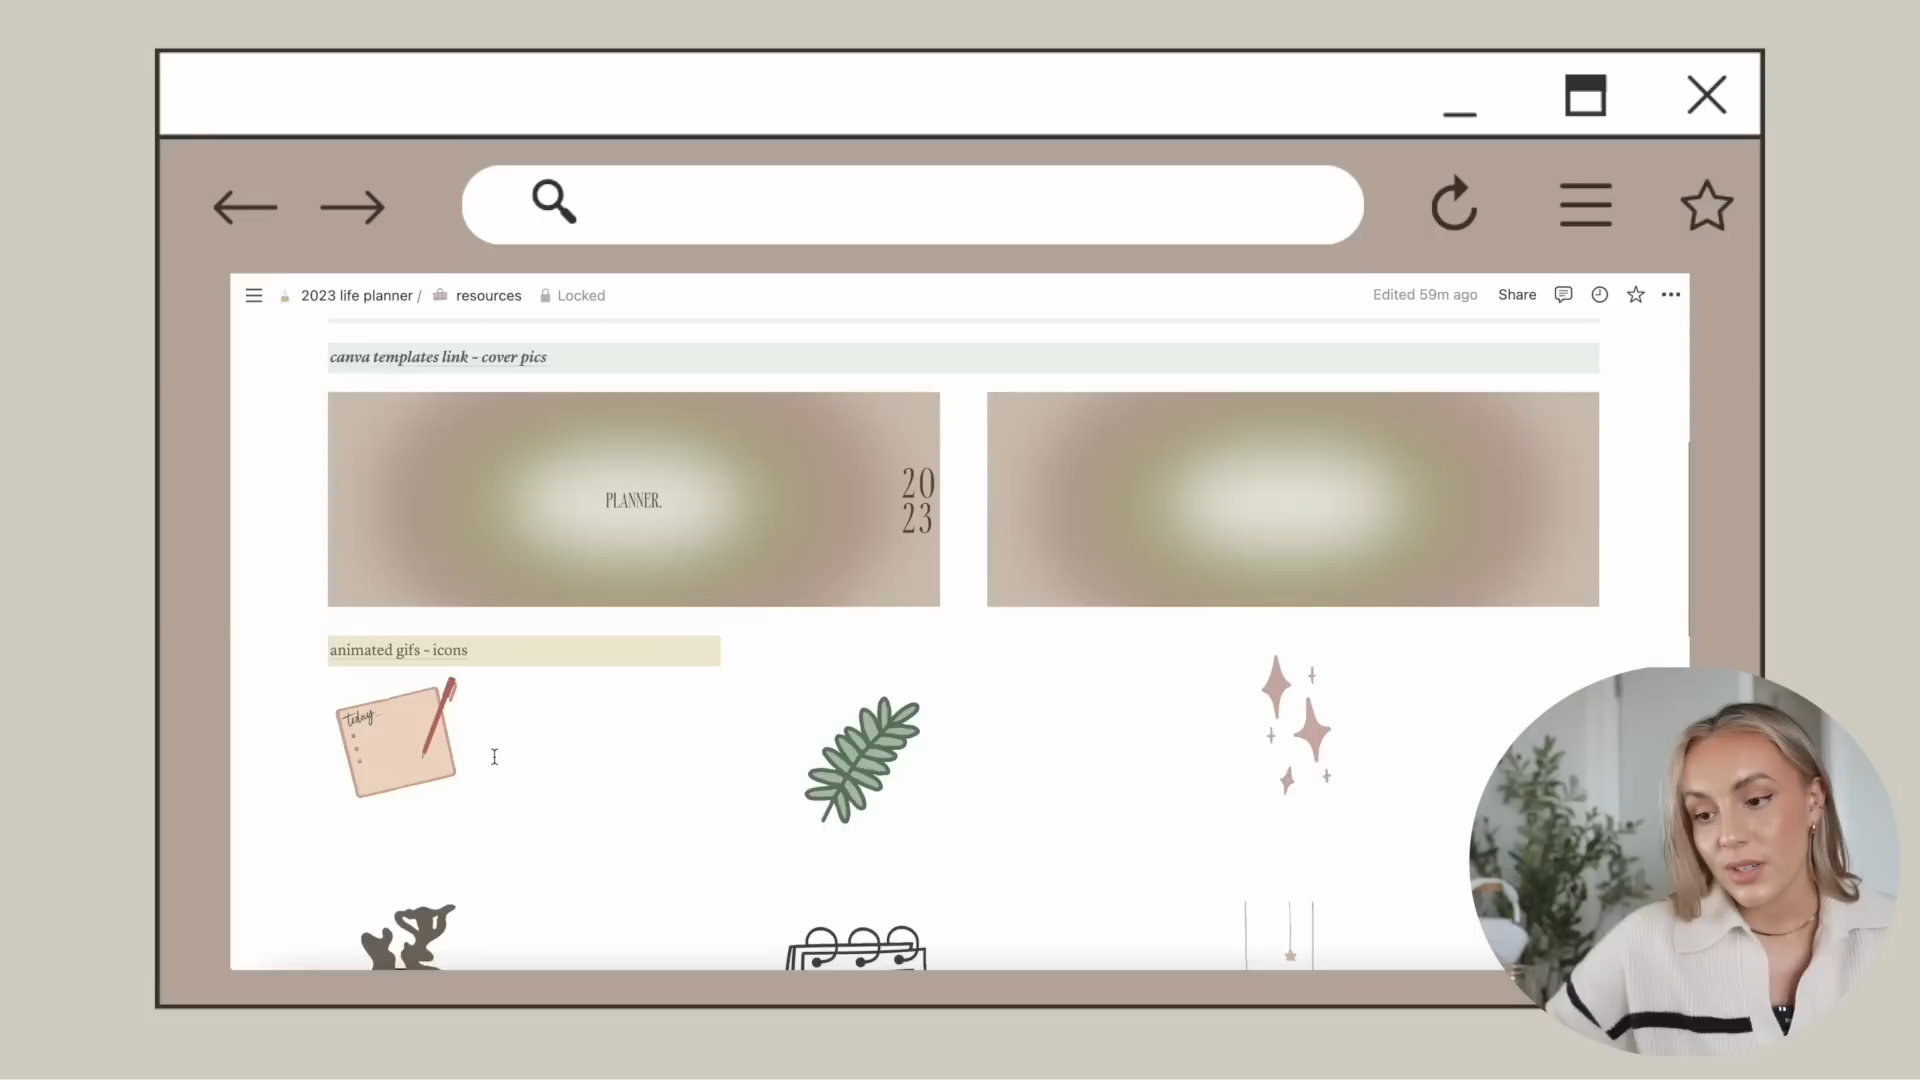 2023 life planner / resources Locked
Edited 59m ago Share
canva templates link ~ cover pics
PLANNER.
20
23
animated gifs ~ icons
today...